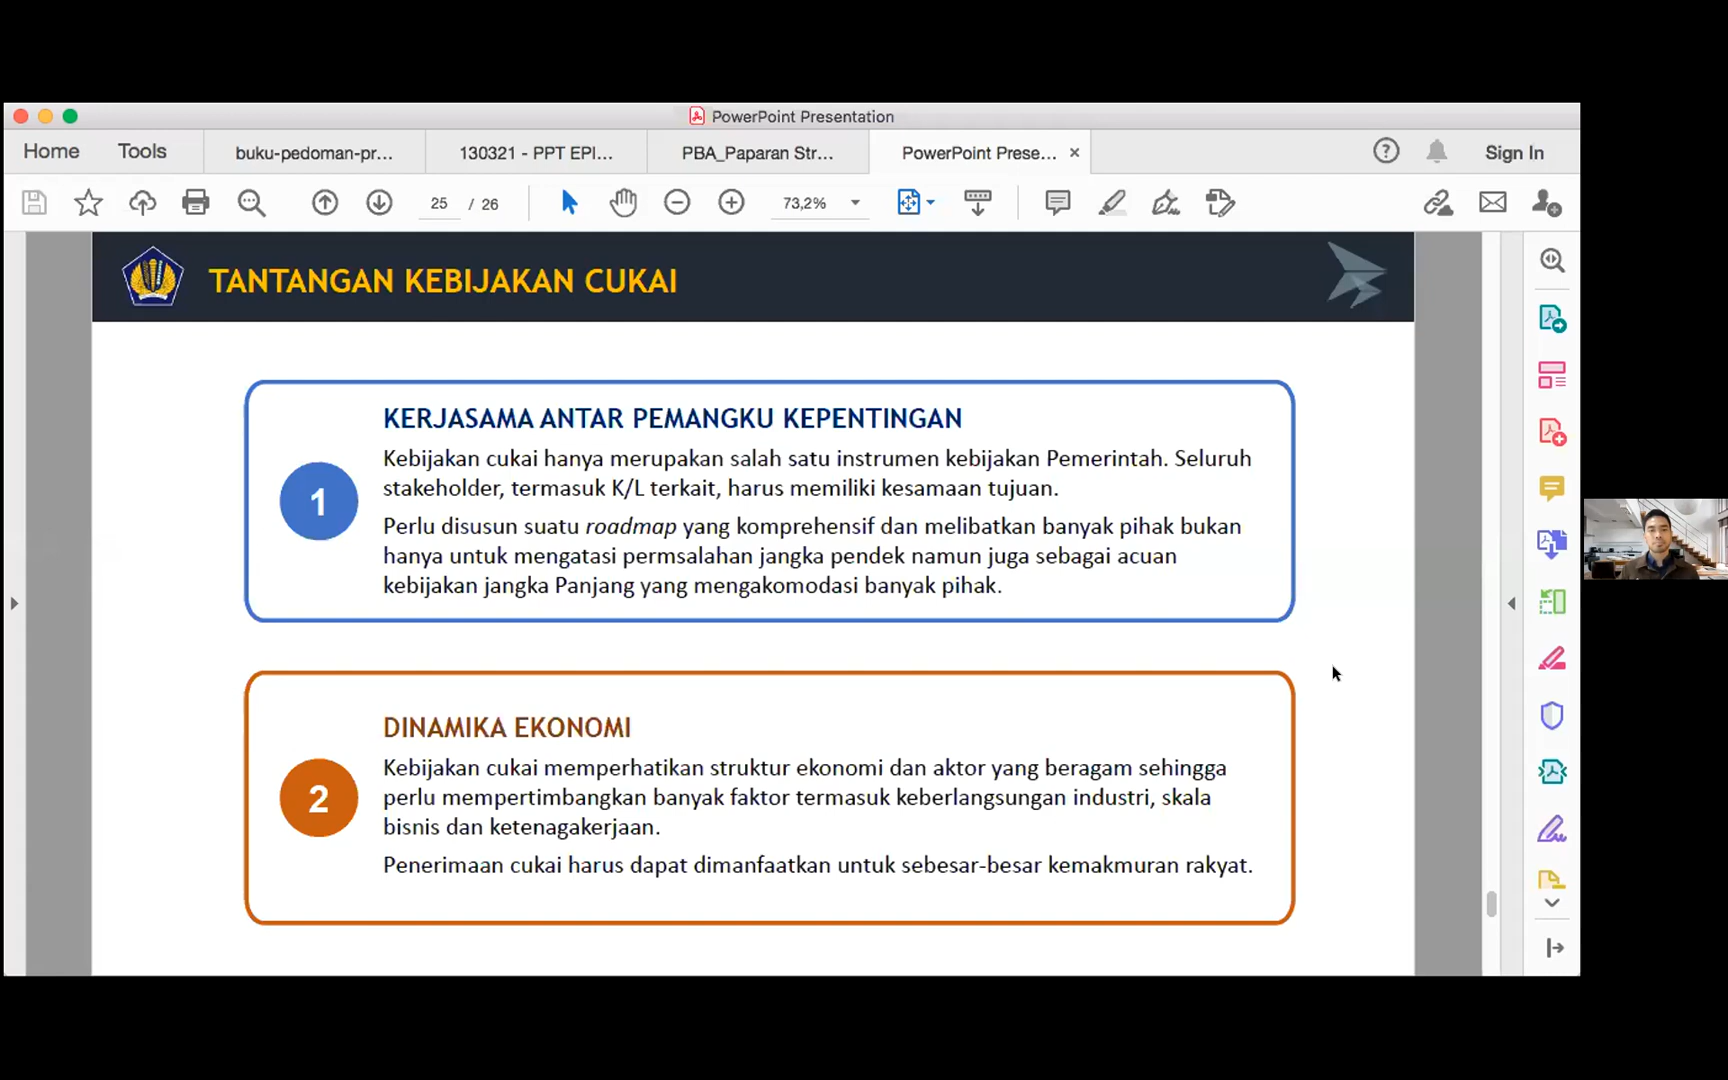 PowerPoint Presentation
Home
Tools
buku-pedoman-pr...
130321 - PPT EPI...
PBA_Paparan Str...
PowerPoint Prese...
Sign In
25 / 26
73,2%
TANTANGAN KEBIJAKAN CUKAI
1
KERJASAMA ANTAR PEMANGKU KEPENTINGAN
Kebijakan cukai hanya merupakan salah satu instrumen kebijakan Pemerintah. Seluruh
stakeholder, termasuk K/L terkait, harus memiliki kesamaan tujuan.
Perlu disusun suatu roadmap yang komprehensif dan melibatkan banyak pihak bukan
hanya untuk mengatasi permsalahan jangka pendek namun juga sebagai acuan
kebijakan jangka Panjang yang mengakomodasi banyak pihak.
2
DINAMIKA EKONOMI
Kebijakan cukai memperhatikan struktur ekonomi dan aktor yang beragam sehingga
perlu mempertimbangkan banyak faktor termasuk keberlangsungan industri, skala
bisnis dan ketenagakerjaan.
Penerimaan cukai harus dapat dimanfaatkan untuk sebesar-besar kemakmuran rakyat.